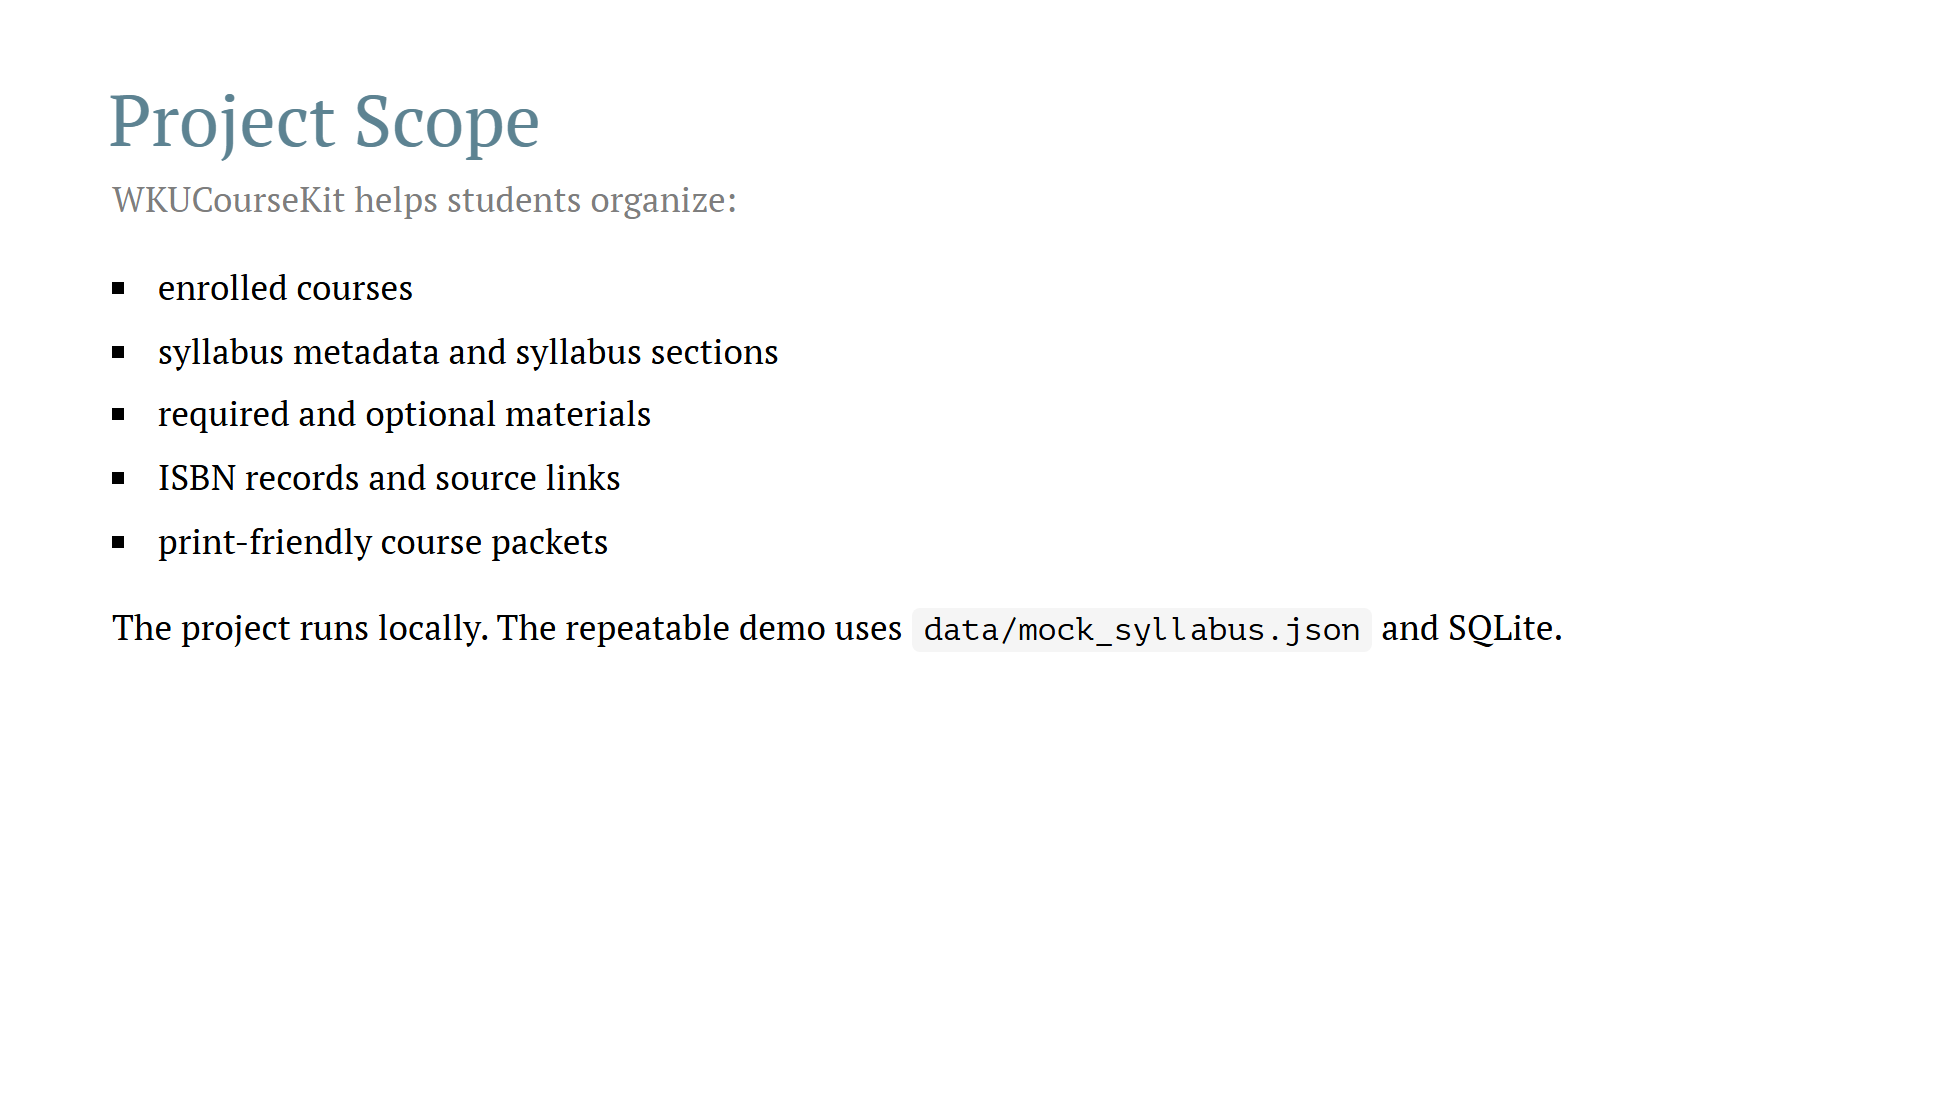 Project Scope
WKUCourseKit helps students organize:
▪ enrolled courses
▪ syllabus metadata and syllabus sections
▪ required and optional materials
▪ ISBN records and source links
▪ print-friendly course packets
The project runs locally. The repeatable demo uses data/mock_syllabus.json and SQLite.